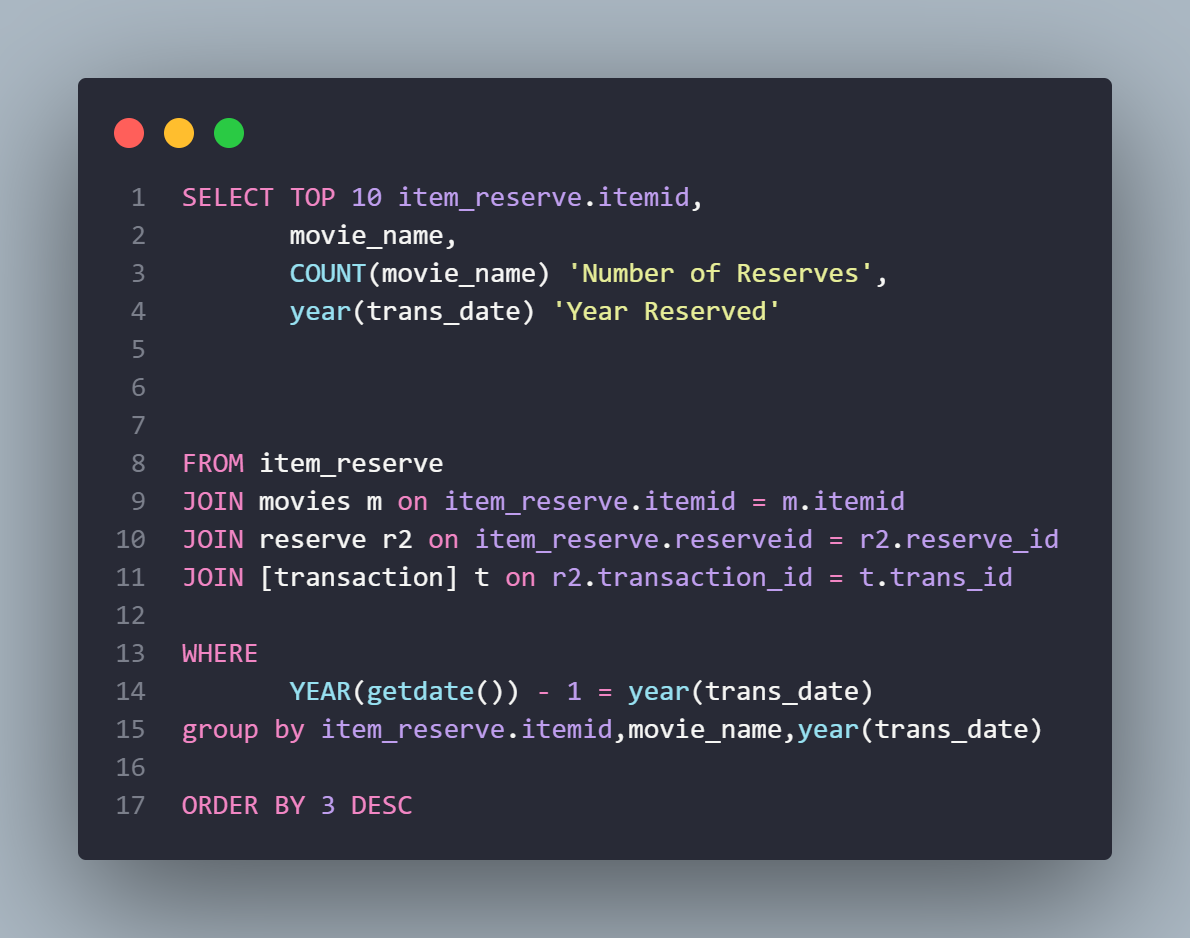 1 SELECT TOP 10 item_reserve.itemid,
2 movie_name,
3 COUNT(movie_name) 'Number of Reserves',
4 year(trans_date) 'Year Reserved'
5
6
7
8 FROM item_reserve
9 JOIN movies m on item_reserve.itemid = m.itemid
10 JOIN reserve r2 on item_reserve.reserveid = r2.reserve_id
11 JOIN [transaction] t on r2.transaction_id = t.trans_id
12
13 WHERE
14 YEAR(getdate()) - 1 = year(trans_date)
15 group by item_reserve.itemid,movie_name,year(trans_date)
16
17 ORDER BY 3 DESC